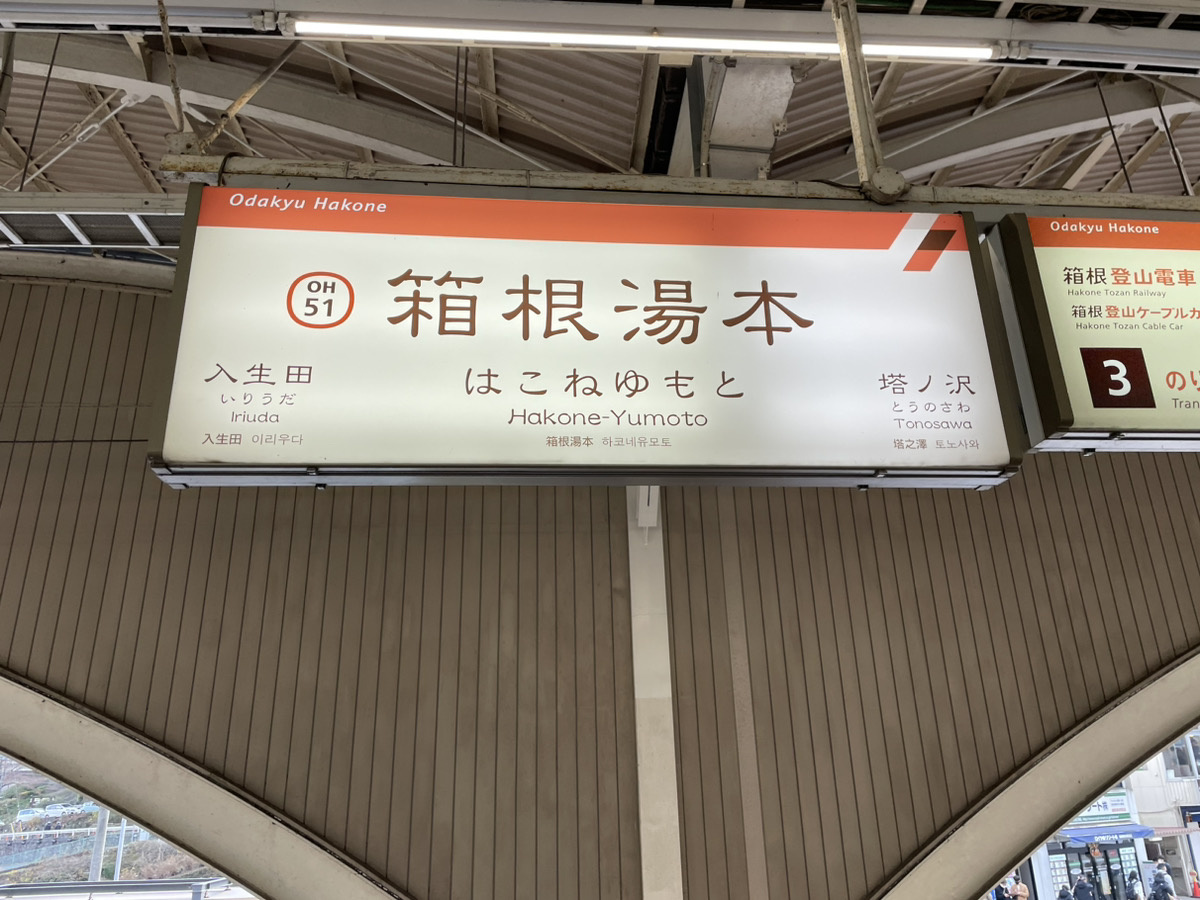 Odakyu Hakone
OH
51
箱根湯本
はこねゆもと
Hakone-Yumoto
箱根湯本 하코네유모토
入生田
いりうだ
Iriuda
入生田 이리우다
塔ノ沢
とうのさわ
Tonosawa
塔之澤 토노사와
Odakyu Hakone
箱根登山電車
Hakone Tozan Railway
箱根登山ケーブルカ
Hakone Tozan Cable Car
3
のり
Tran